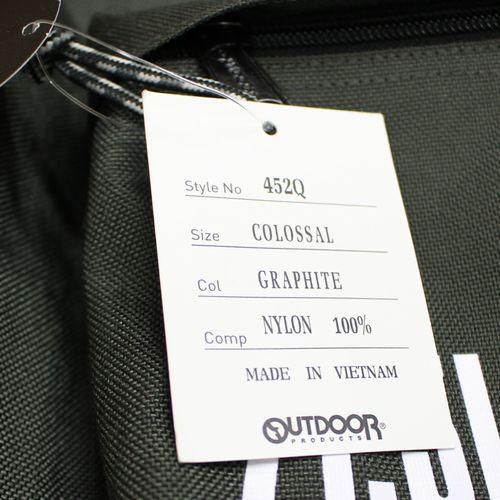 Style No 452Q
Size COLOSSAL
Col GRAPHITE
Comp NYLON 100%
MADE IN VIETNAM
OUTDOOR®
PRODUCTS